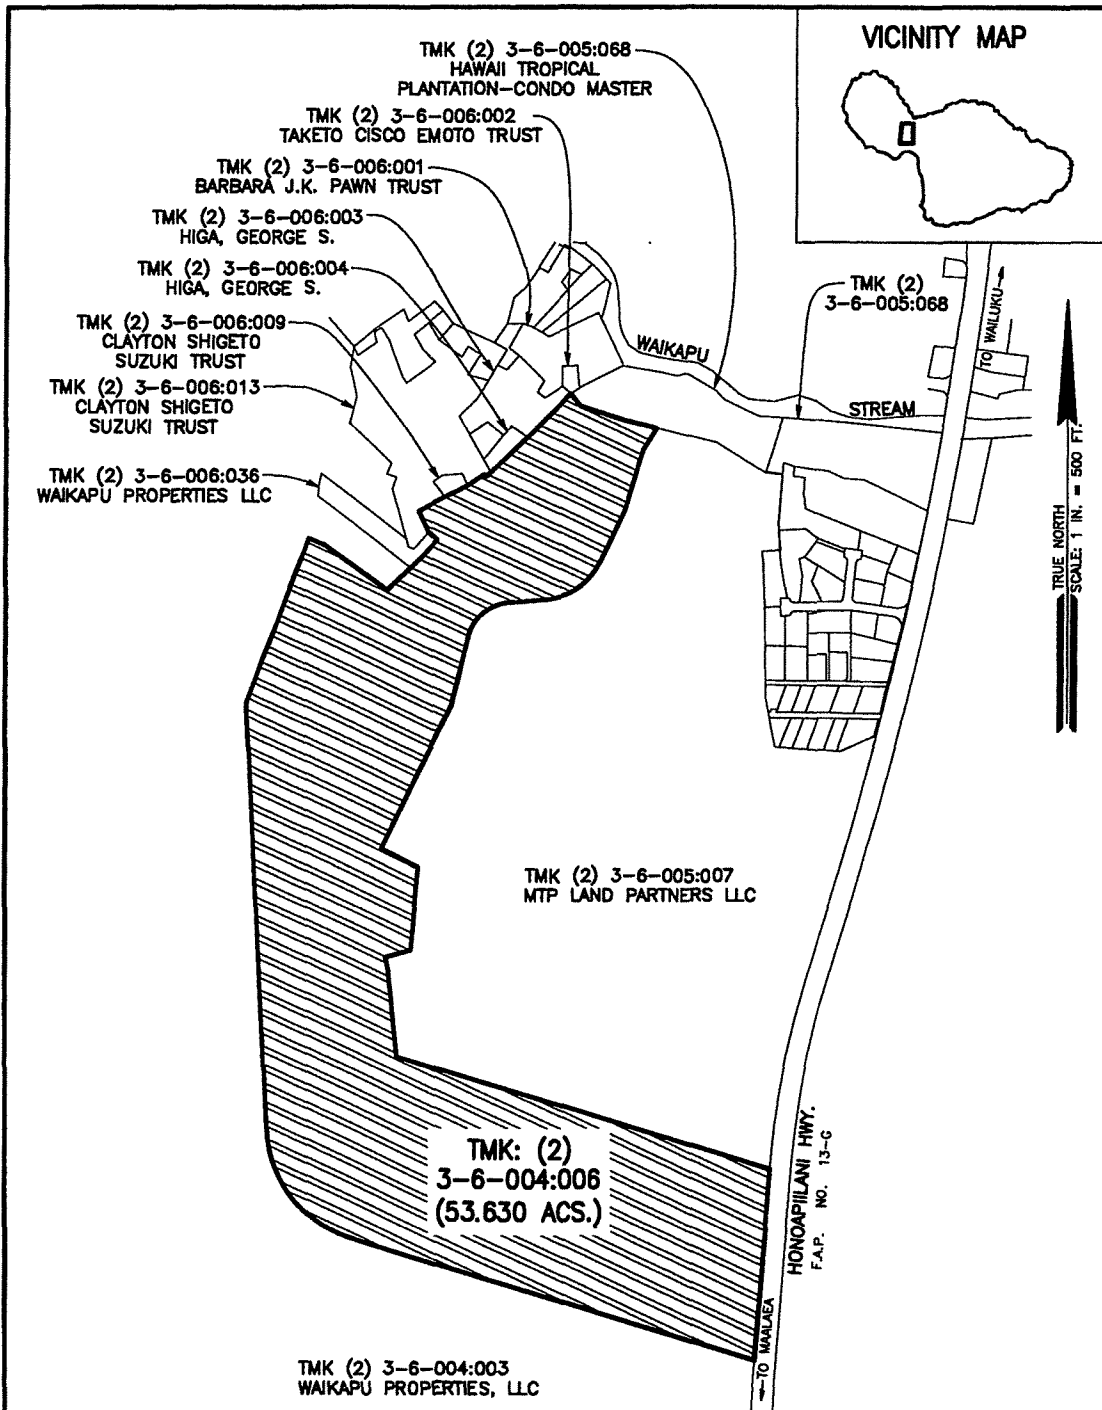 VICINITY MAP
TMK (2) 3-6-005:068
HAWAII TROPICAL
PLANTATION-CONDO MASTER
TMK (2) 3-6-006:002
TAKETO CISCO EMOTO TRUST
TMK (2) 3-6-006:001
BARBARA J.K. PAWN TRUST
TMK (2) 3-6-006:003
HIGA, GEORGE S.
TMK (2) 3-6-006:004
HIGA, GEORGE S.
TMK (2) 3-6-006:009
CLAYTON SHIGETO
SUZUKI TRUST
TMK (2) 3-6-006:013
CLAYTON SHIGETO
SUZUKI TRUST
TMK (2) 3-6-006:036
WAIKAPU PROPERTIES LLC
TMK (2)
3-6-005:068
WAIKAPU
STREAM
TO WAILUKU
TRUE NORTH
SCALE: 1 IN. = 500 FT.
TMK (2) 3-6-005:007
MTP LAND PARTNERS LLC
TMK: (2)
3-6-004:006
(53.630 ACS.)
HONOAPIILANI HWY.
F.A.P. NO. 13-G
TO MAALAEA
TMK (2) 3-6-004:003
WAIKAPU PROPERTIES, LLC